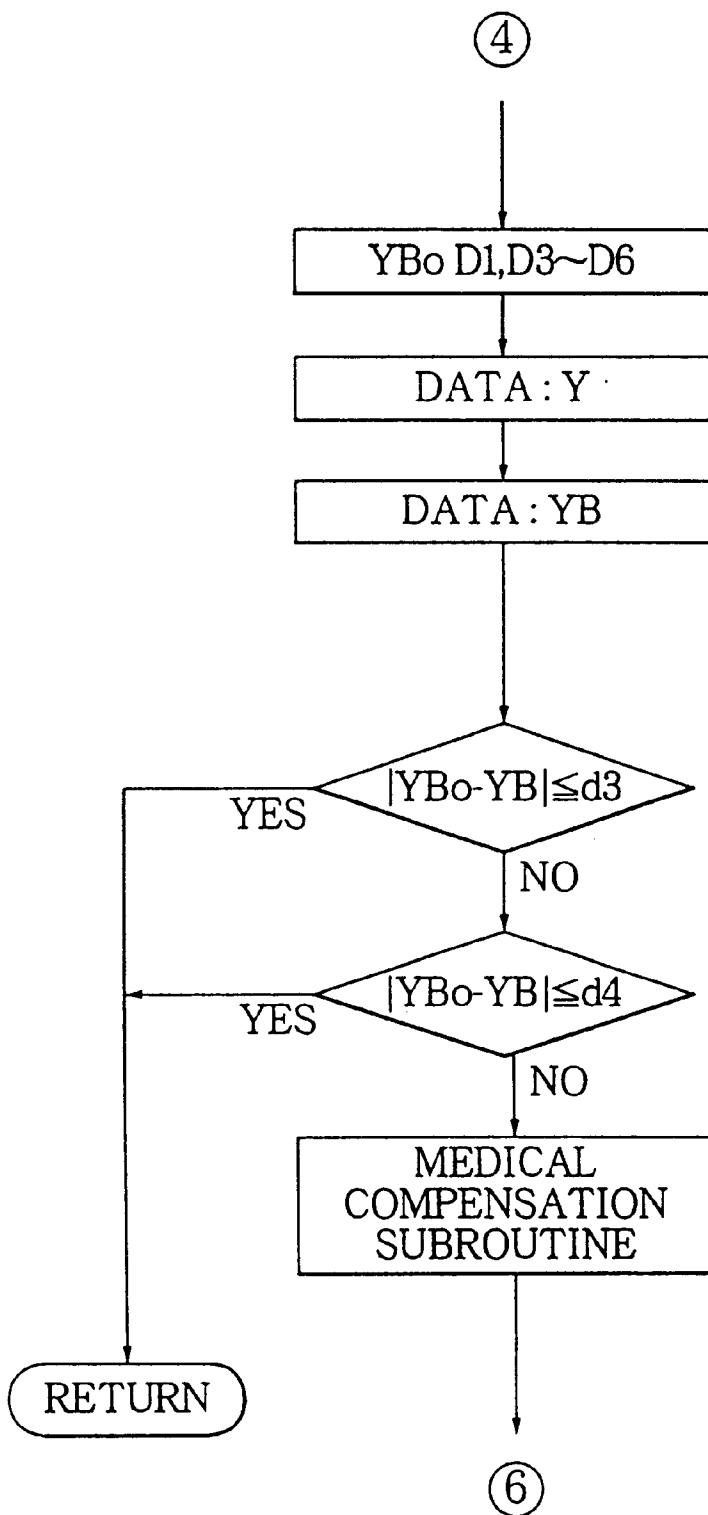 ④
YBo D1,D3~D6
DATA : Y
DATA : YB
|YBo-YB|≦d3
YES
NO
|YBo-YB|≦d4
YES
NO
MEDICAL
COMPENSATION
SUBROUTINE
RETURN
⑥